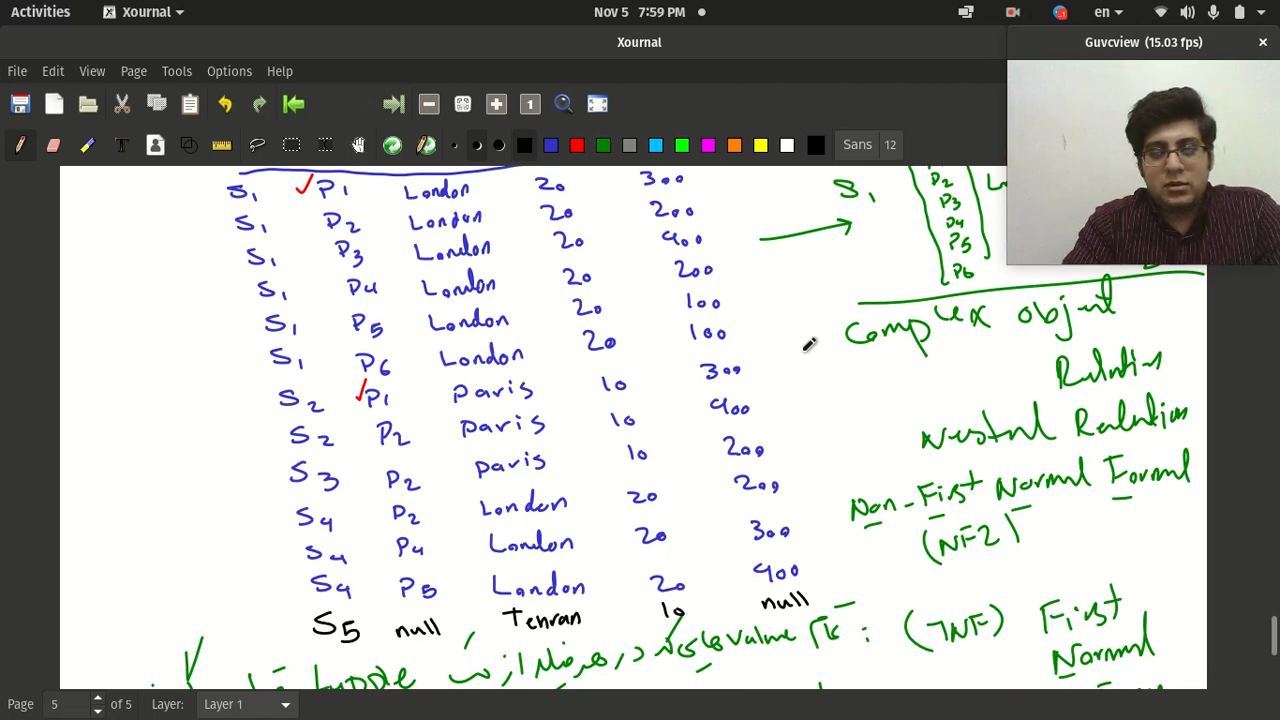 Activities Xournal Nov 5 7:59 PM en
Xournal
Guvcview (15.03 fps)
File Edit View Page Tools Options Help
Sans 12
S1 P1 London 20 300
S1 P2 London 20 200
S1 P3 London 20 400
S1 P4 London 20 200
S1 P5 London 20 100
S1 P6 London 20 100
S2 P1 Paris 10 300
S2 P2 Paris 10 400
S3 P2 Paris 10 200
S4 P2 London 20 200
S4 P4 London 20 300
S4 P5 London 20 400
S5 null Tehran 10 null
S1
P2
P3
P4
P5
P6
Complex object
Relation
Nested Relation
Non-First Normal Formal
(NF2)
value : (1NF) First
Normal
tupple
Page 5 of 5 Layer: Layer 1